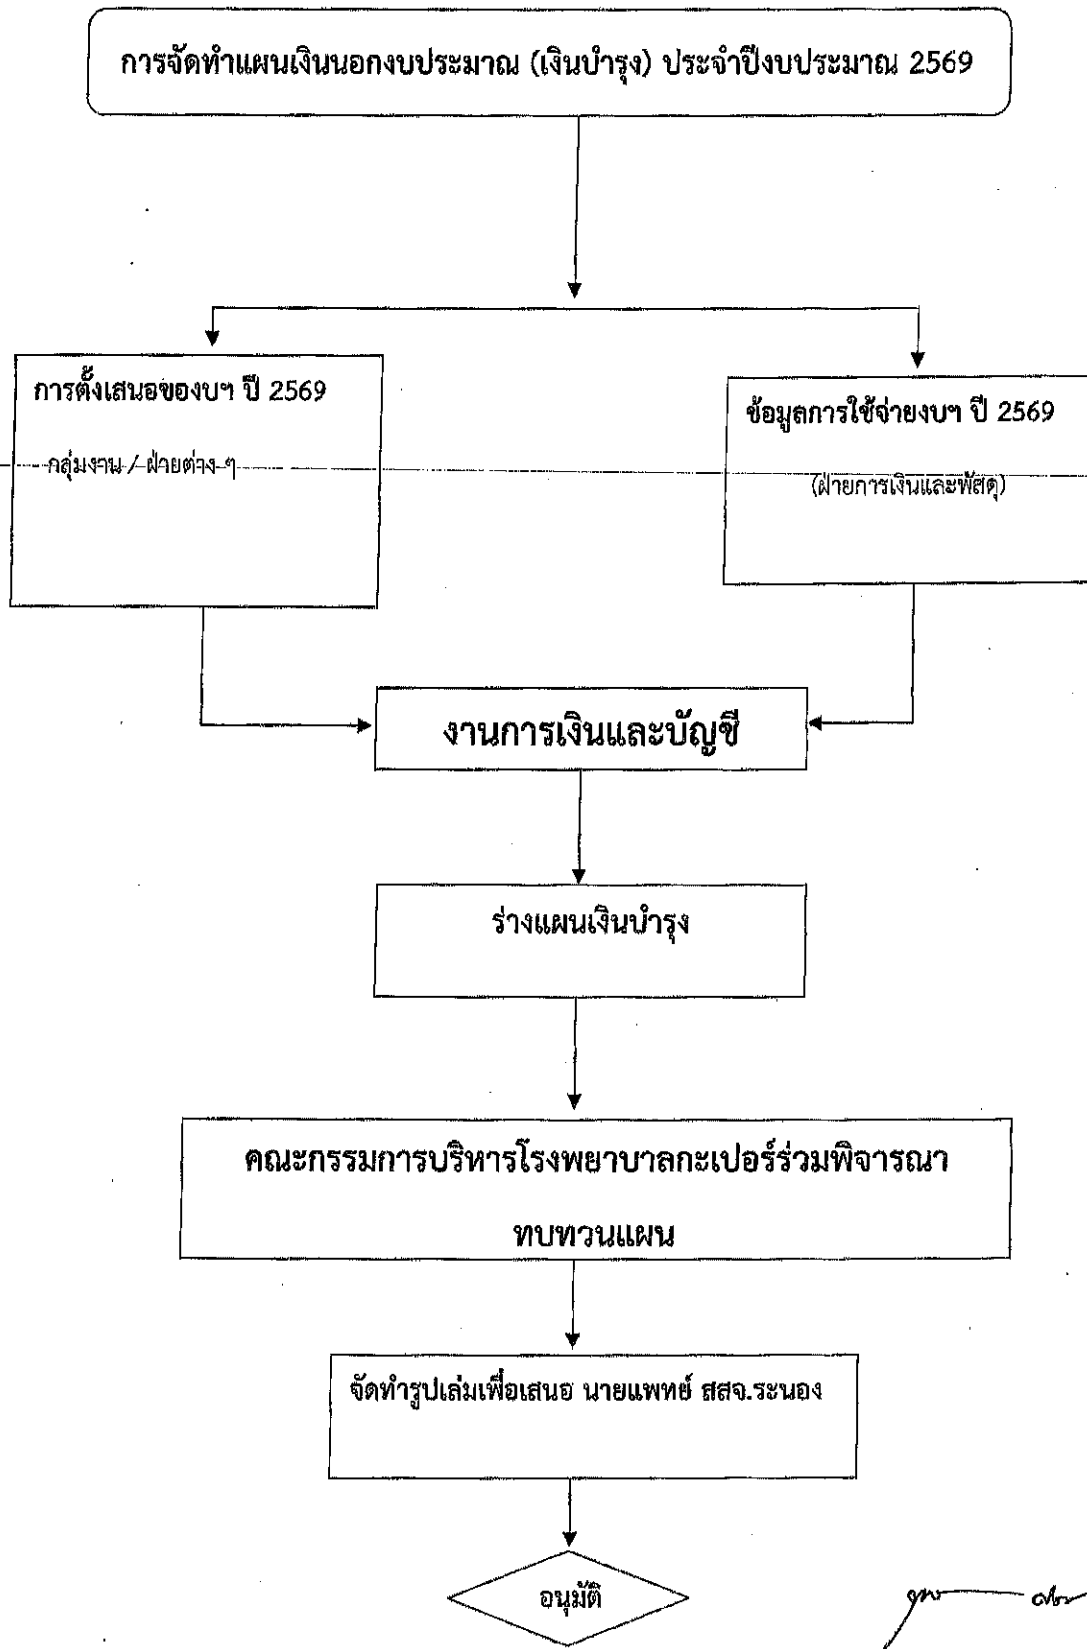 การจัดทำแผนเงินนอกงบประมาณ (เงินบำรุง) ประจำปีงบประมาณ 2569
การตั้งเสนอของบฯ ปี 2569
กลุ่มงาน / ฝ่ายต่าง ๆ
ข้อมูลการใช้จ่ายงบฯ ปี 2569
(ฝ่ายการเงินและพัสดุ)
งานการเงินและบัญชี
ร่างแผนเงินบำรุง
คณะกรรมการบริหารโรงพยาบาลกะเปอร์ร่วมพิจารณา
ทบทวนแผน
จัดทำรูปเล่มเพื่อเสนอ นายแพทย์ สสจ.ระนอง
อนุมัติ